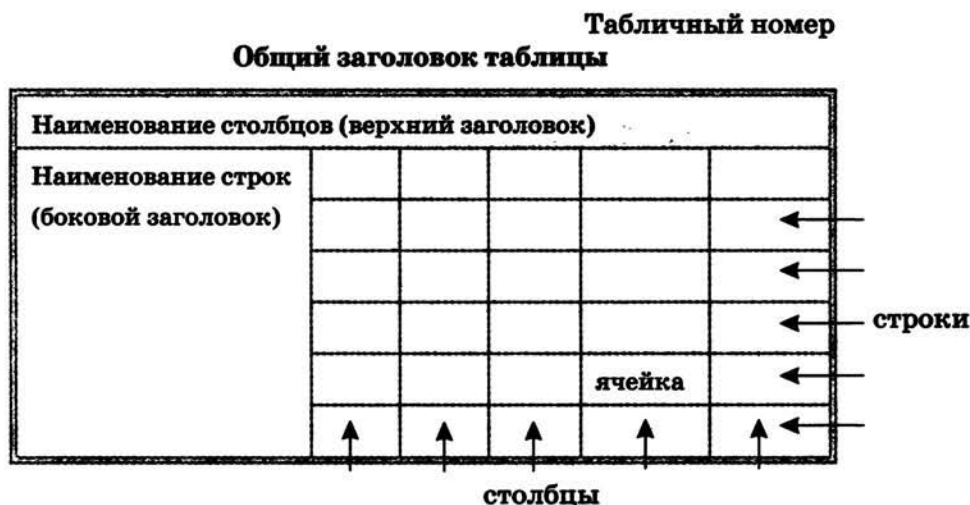 Табличный номер
Общий заголовок таблицы
Наименование столбцов (верхний заголовок)
Наименование строк
(боковой заголовок)
строки
ячейка
столбцы